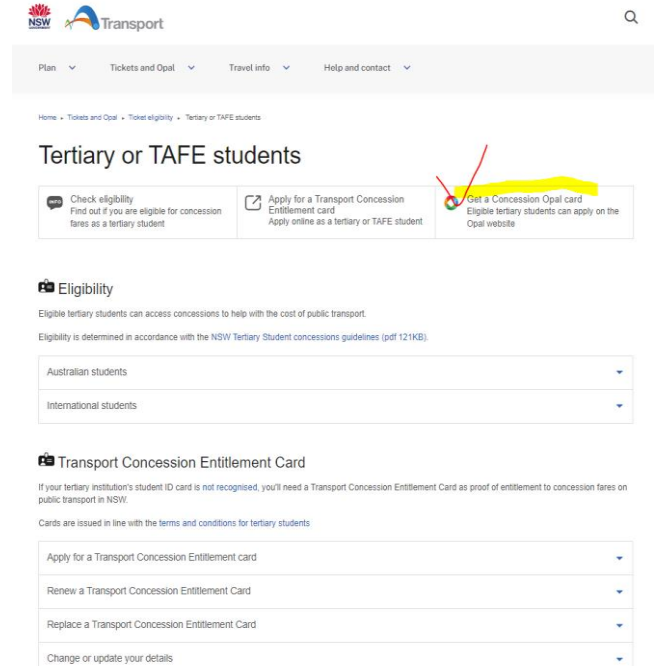 NSW
GOVERNMENT
Transport
Plan
Tickets and Opal
Travel info
Help and contact
Home
Tickets and Opal
Ticket eligibility
Tertiary or TAFE students
Tertiary or TAFE students
INFO
Check eligibility
Find out if you are eligible for concession
fares as a tertiary student
Apply for a Transport Concession
Entitlement card
Apply online as a tertiary or TAFE student
Get a Concession Opal card
Eligible tertiary students can apply on the
Opal website
Eligibility
Eligible tertiary students can access concessions to help with the cost of public transport.
Eligibility is determined in accordance with the NSW Tertiary Student concessions guidelines (pdf 121KB).
Australian students
International students
Transport Concession Entitlement Card
If your tertiary institution's student ID card is not recognised, you'll need a Transport Concession Entitlement Card as proof of entitlement to concession fares on
public transport in NSW.
Cards are issued in line with the terms and conditions for tertiary students
Apply for a Transport Concession Entitlement card
Renew a Transport Concession Entitlement Card
Replace a Transport Concession Entitlement Card
Change or update your details